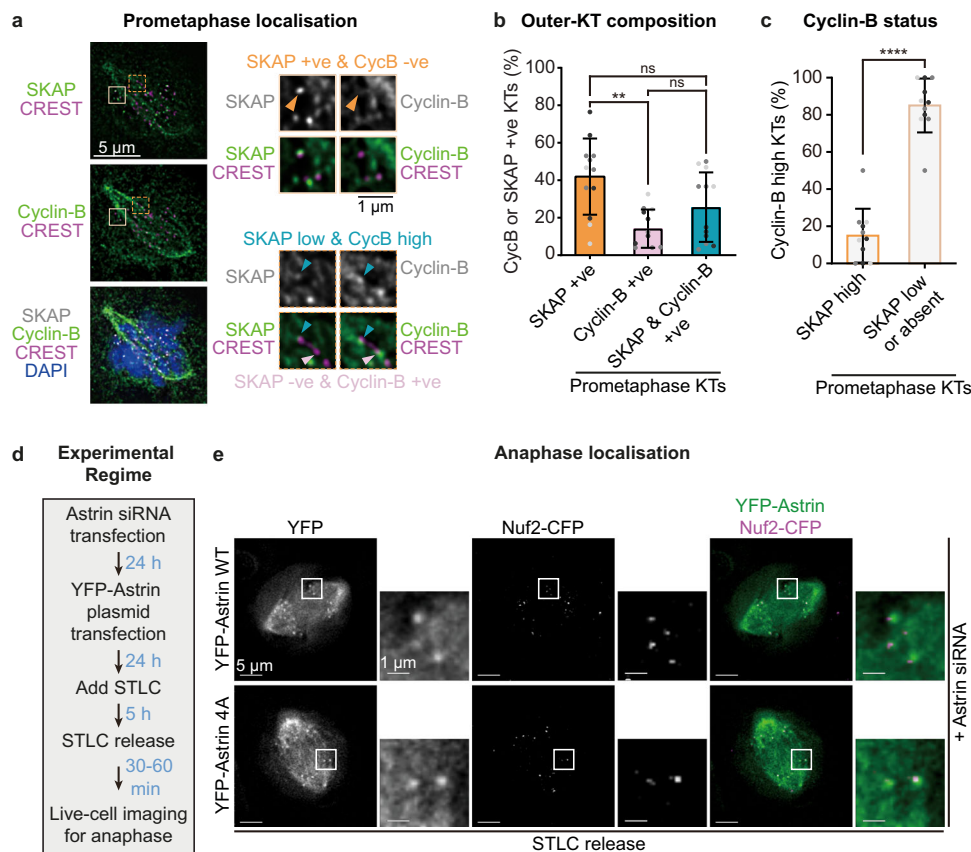 a
Prometaphase localisation
SKAP
CREST
5 µm
Cyclin-B
CREST
SKAP
Cyclin-B
CREST
DAPI
SKAP +ve & CycB -ve
SKAP
Cyclin-B
SKAP
CREST
Cyclin-B
CREST
1 µm
SKAP low & CycB high
SKAP
Cyclin-B
SKAP
CREST
Cyclin-B
CREST
SKAP -ve & Cyclin-B +ve
b
Outer-KT composition
CycB or SKAP +ve KTs (%)
100
80
60
40
20
0
ns
**
ns
SKAP +ve
Cyclin-B +ve
SKAP & Cyclin-B
+ve
Prometaphase KTs
c
Cyclin-B status
Cyclin-B high KTs (%)
100
80
60
40
20
0
****
SKAP high
SKAP low
or absent
Prometaphase KTs
d
Experimental
Regime
Astrin siRNA
transfection
24 h
YFP-Astrin
plasmid
transfection
24 h
Add STLC
5 h
STLC release
30-60
min
Live-cell imaging
for anaphase
e
Anaphase localisation
YFP
Nuf2-CFP
YFP-Astrin
Nuf2-CFP
YFP-Astrin WT
5 µm
1 µm
YFP-Astrin 4A
+ Astrin siRNA
STLC release